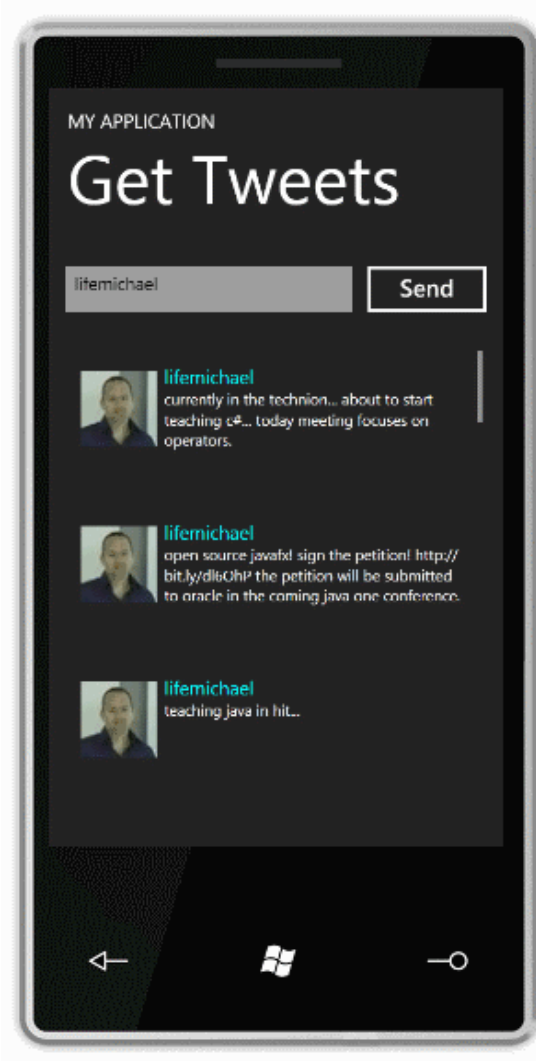 MY APPLICATION
Get Tweets
lifemichael
Send
lifemichael
currently in the technion... about to start
teaching c#... today meeting focuses on
operators.
lifemichael
open source javafx! sign the petition! http://
bit.ly/dl6OhP the petition will be submitted
to oracle in the coming java one conference.
lifemichael
teaching java in hit...